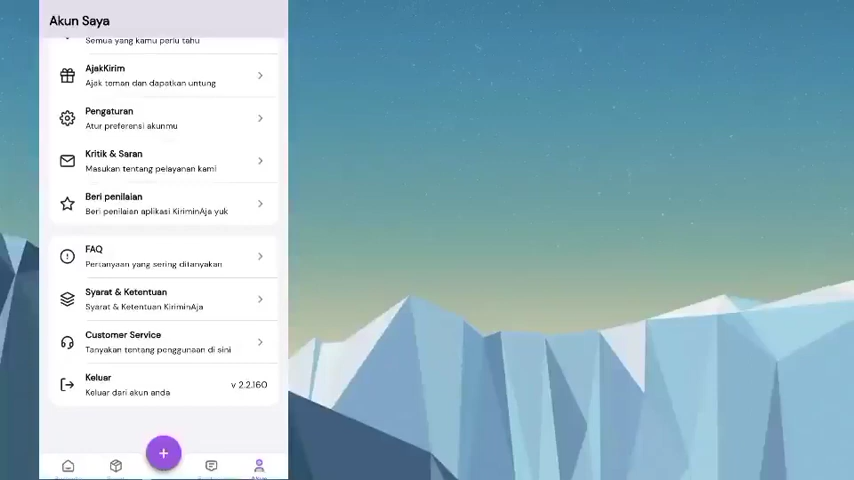 Akun Saya
Semua yang kamu perlu tahu
AjakKirim
Ajak teman dan dapatkan untung
Pengaturan
Atur preferensi akunmu
Kritik & Saran
Masukan tentang pelayanan kami
Beri penilaian
Beri penilaian aplikasi KiriminAja yuk
FAQ
Pertanyaan yang sering ditanyakan
Syarat & Ketentuan
Syarat & Ketentuan KiriminAja
Customer Service
Tanyakan tentang penggunaan di sini
Keluar
Keluar dari akun anda
v 2.2.160